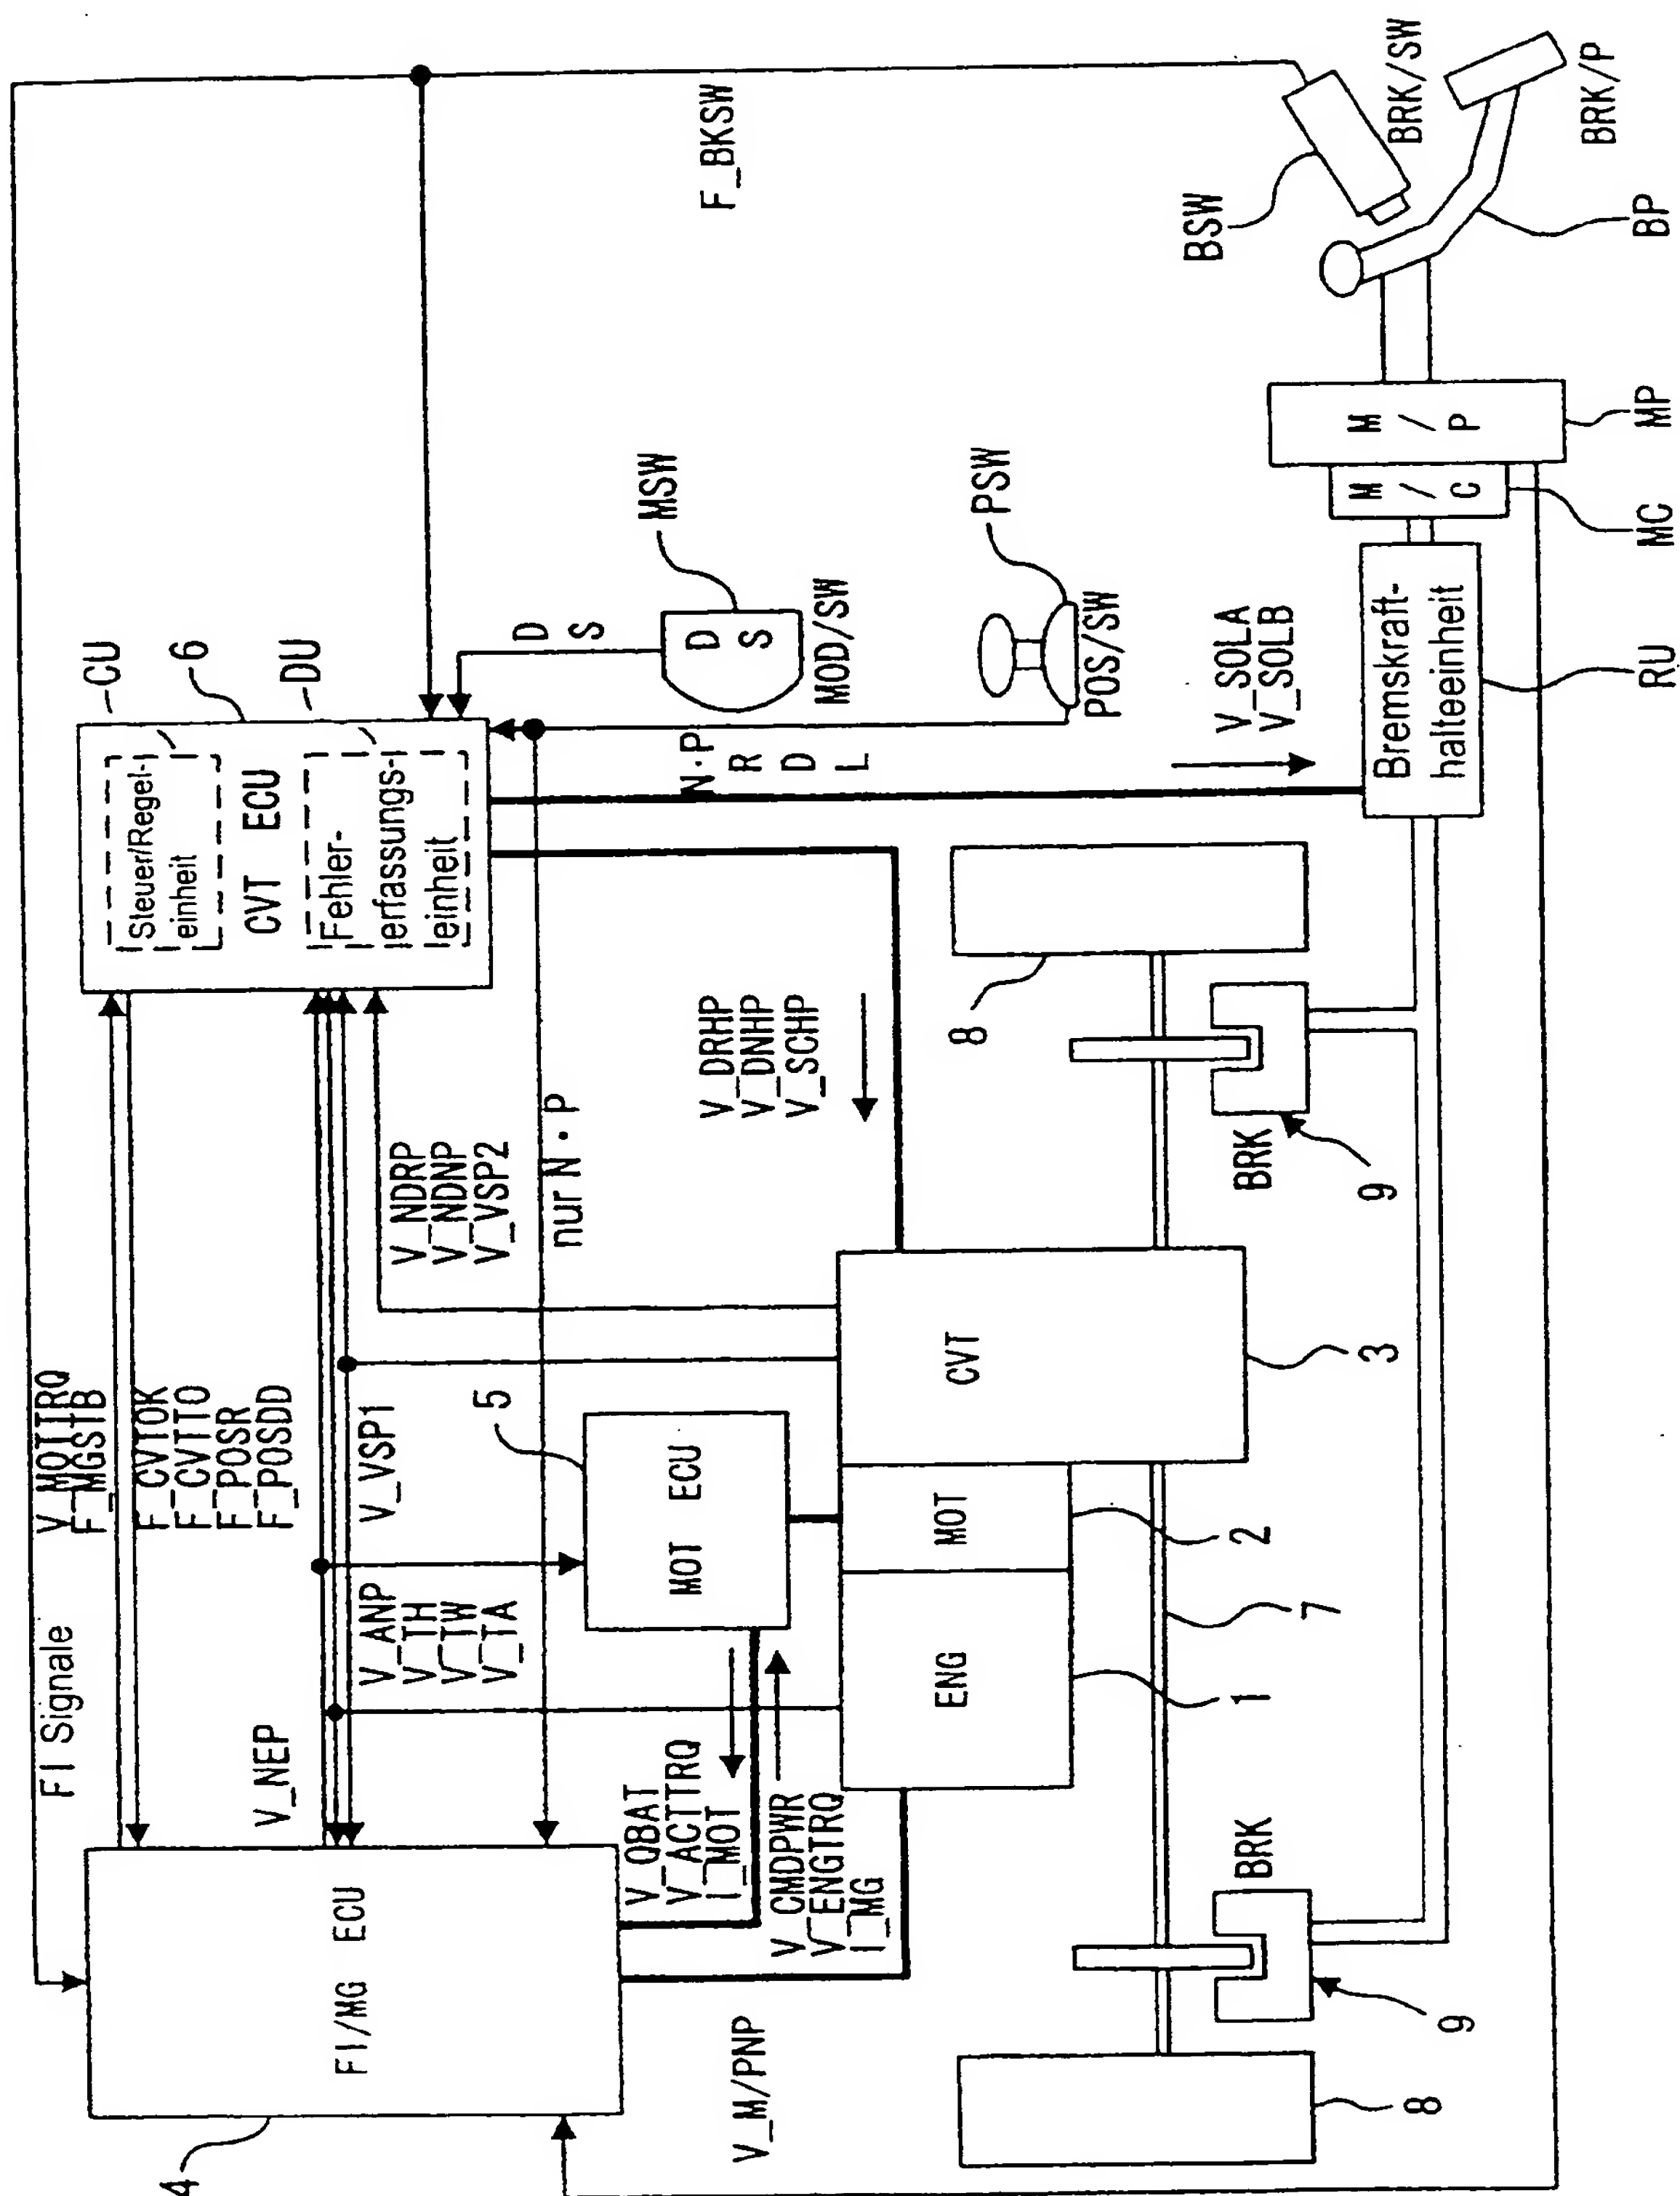 4
FI/MG ECU
FI Signale
V_MOTTRQ
F_MGSTB
F_CVTOK
F_CVTTO
F_POSR
F_POSDD
V_NEP
V_ANP
V_TH
V_TW
V_TA
V_VSP1
V_NDRP
V_NDNP
V_VSP2
nur N·P
CU
6
DU
Steuer/Regel-
einheit
CVT ECU
Fehler-
erfassungs-
einheit
F_BKSW
D
S
MSW
D
S
MOD/SW
PSW
POS/SW
N·P
R
D
L
V_SOLA
V_SOLB
V_DRHP
V_DNHP
V_SCHP
5
MOT ECU
V_QBAT
V_ACTTRQ
I_MOT
V_CMDPWR
V_ENGTRQ
I_MG
V_M/PNP
ENG
MOT
CVT
1
2
3
7
8
8
BRK
9
BRK
9
Bremskraft-
halteeinheit
RU
M/C
MC
M/P
MP
BSW
BRK/SW
BP
BRK/P